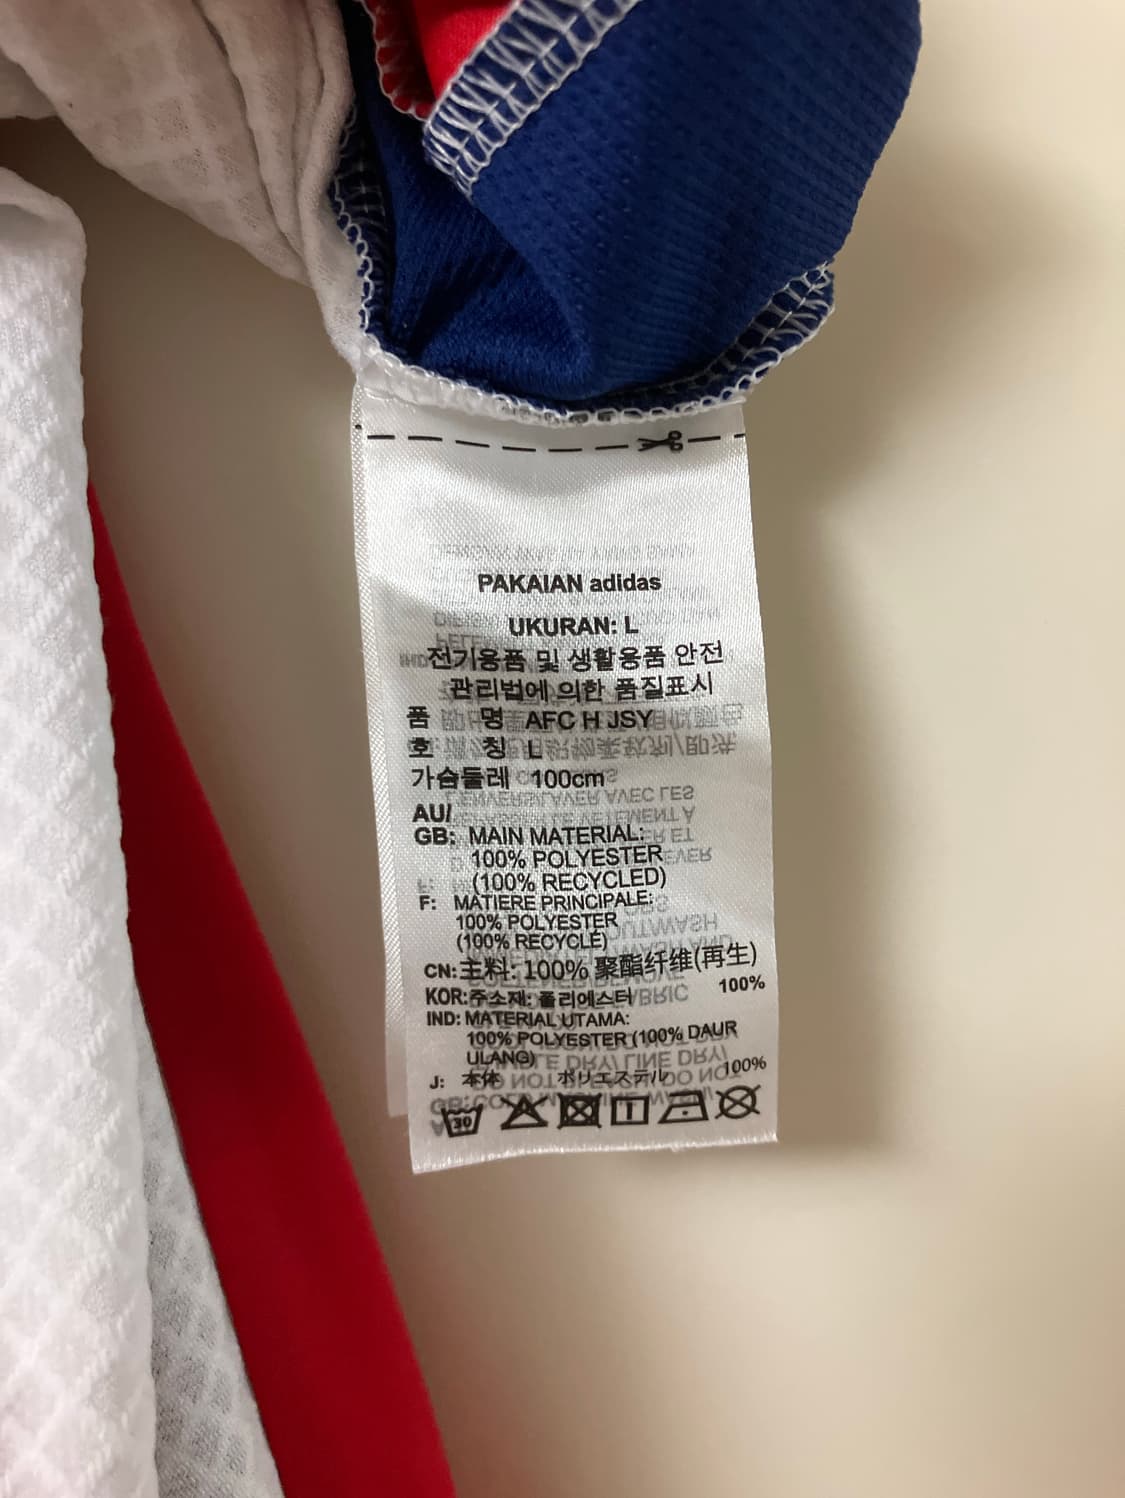 PAKAIAN adidas
UKURAN: L
전기용품 및 생활용품 안전
관리법에 의한 품질표시
품 명 AFC H JSY
호 칭 L
가슴둘레 100cm
AU/
GB: MAIN MATERIAL:
100% POLYESTER
(100% RECYCLED)
F: MATIERE PRINCIPALE:
100% POLYESTER
(100% RECYCLÉ)
CN: 主料: 100% 聚酯纤维(再生)
KOR: 주소재: 폴리에스터 100%
IND: MATERIAL UTAMA:
100% POLYESTER (100% DAUR
ULANG)
J: 本体 ポリエステル 100%
30